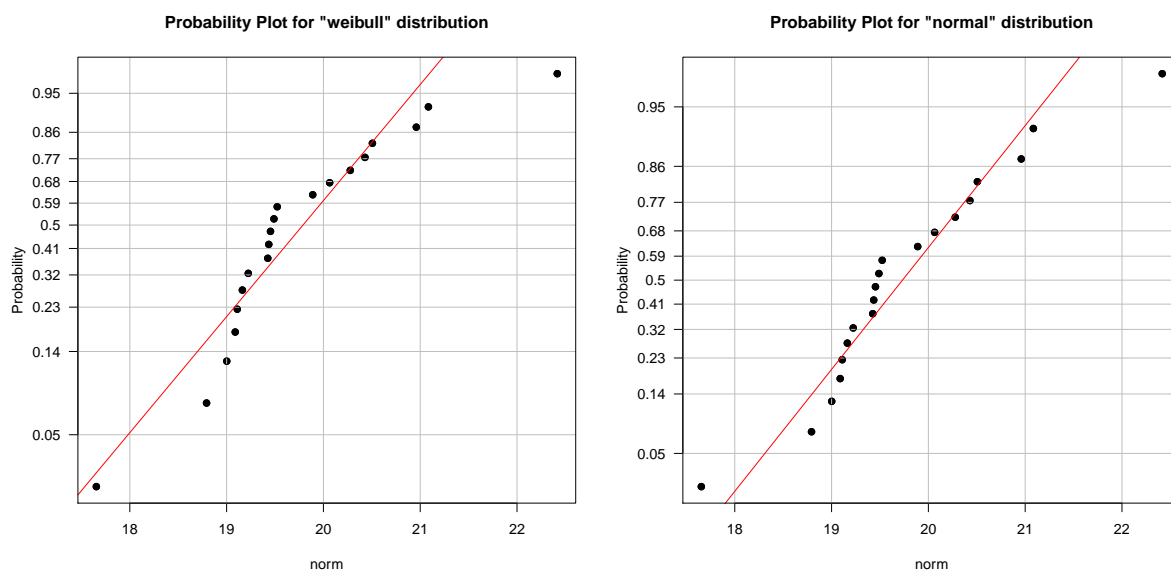 Probability Plot for "weibull" distribution
Probability
0.95
0.86
0.77
0.68
0.59
0.5
0.41
0.32
0.23
0.14
0.05
18 19 20 21 22
norm
Probability Plot for "normal" distribution
Probability
0.95
0.86
0.77
0.68
0.59
0.5
0.41
0.32
0.23
0.14
0.05
18 19 20 21 22
norm